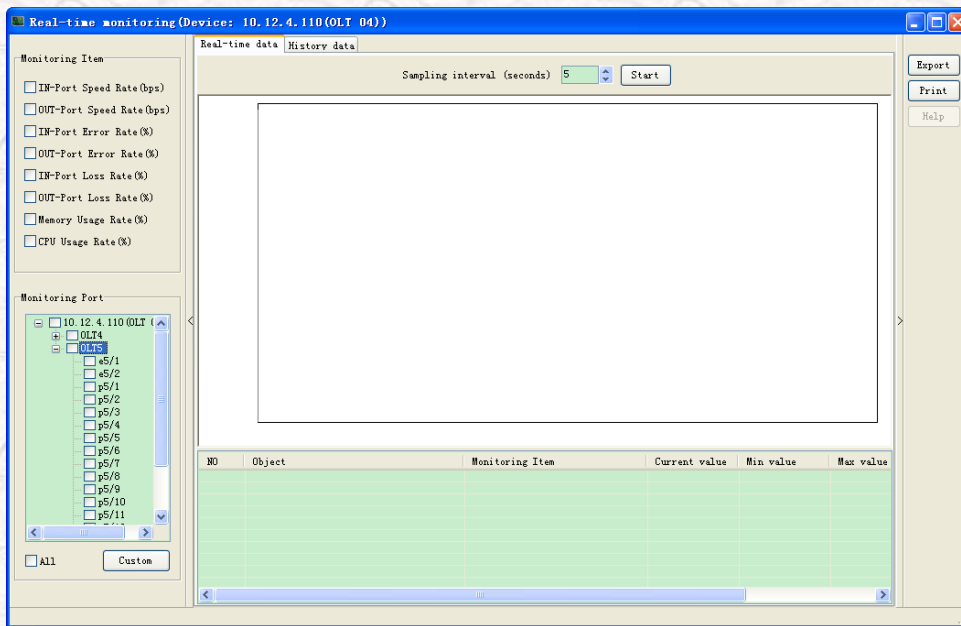 Real-time monitoring(Device: 10.12.4.110(OLT 04))
Real-time data
History data
Monitoring Item
Sampling interval (seconds) 5 Start
Export
Print
Help
IN-Port Speed Rate(bps)
OUT-Port Speed Rate(bps)
IN-Port Error Rate(%)
OUT-Port Error Rate(%)
IN-Port Loss Rate(%)
OUT-Port Loss Rate(%)
Memory Usage Rate(%)
CPU Usage Rate(%)
Monitoring Port
10.12.4.110(OLT
OLT4
OLT5
e5/1
e5/2
p5/1
p5/2
p5/3
p5/4
p5/5
p5/6
p5/7
p5/8
p5/9
p5/10
p5/11
All
Custom
NO Object Monitoring Item Current value Min value Max value